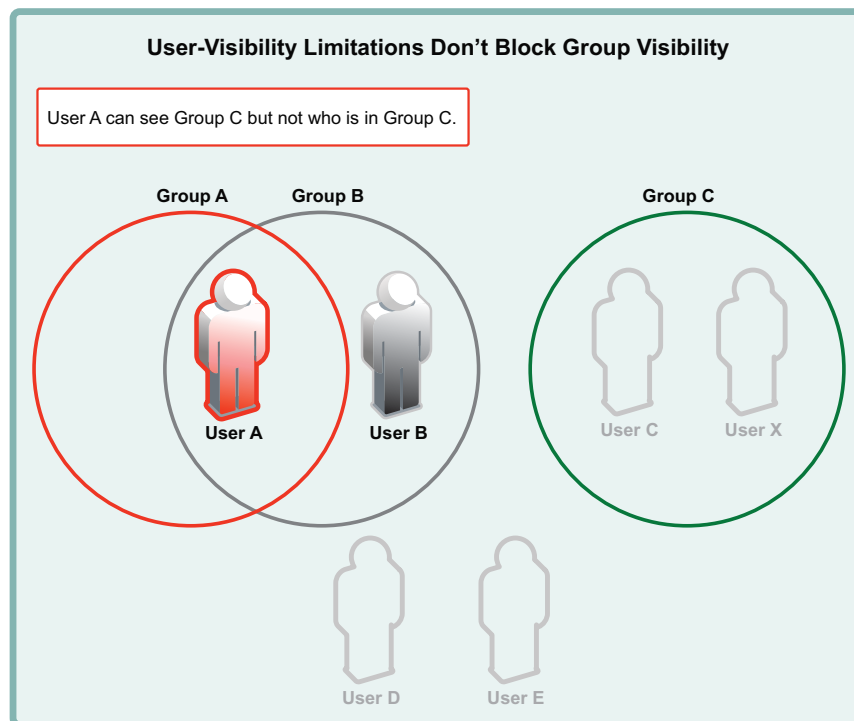 User-Visibility Limitations Don’t Block Group Visibility
User A can see Group C but not who is in Group C.
Group A
Group B
Group C
User A
User B
User C
User X
User D
User E